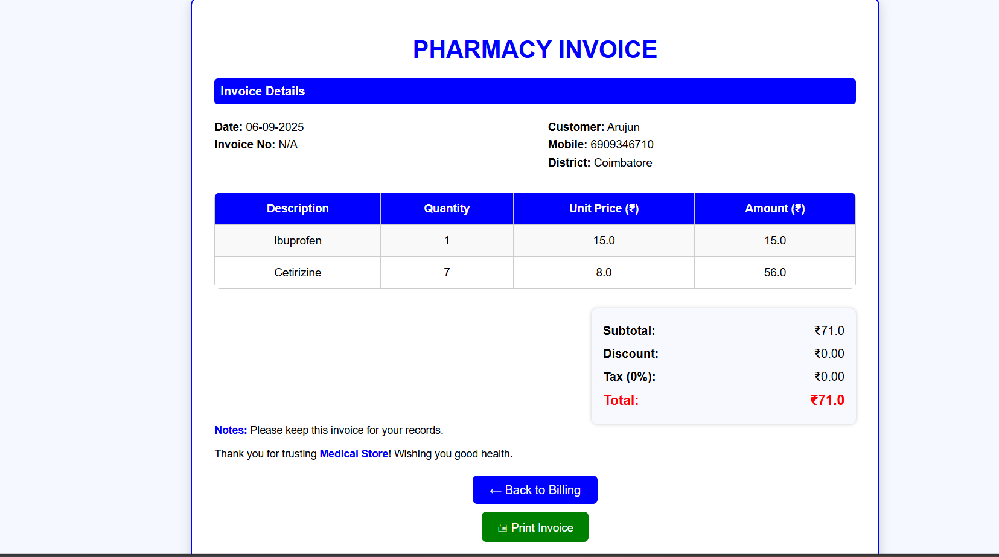 PHARMACY INVOICE
Invoice Details
Date: 06-09-2025
Invoice No: N/A
Customer: Arujun
Mobile: 6909346710
District: Coimbatore
Description Quantity Unit Price (₹) Amount (₹)
Ibuprofen 1 15.0 15.0
Cetirizine 7 8.0 56.0
Subtotal: ₹71.0
Discount: ₹0.00
Tax (0%): ₹0.00
Total: ₹71.0
Notes: Please keep this invoice for your records.
Thank you for trusting Medical Store! Wishing you good health.
← Back to Billing
🖨 Print Invoice